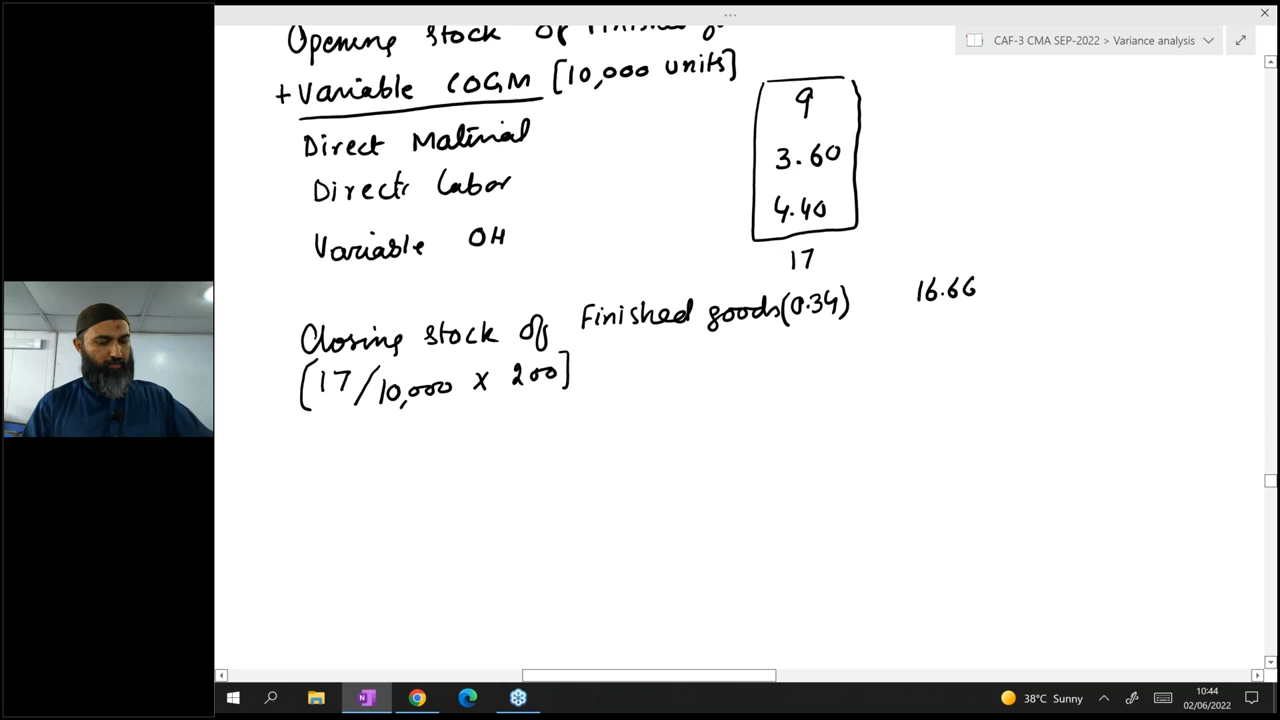 CAF-3 CMA SEP-2022 > Variance analysis
Opening Stock of Finished
+ Variable COGM [10,000 units]
Direct Material
9
Directr Labor
3.60
Variable OH
4.40
17
Closing Stock of Finished goods (0.34) 16.66
[17/10,000 x 200]
38°C Sunny
10:44
02/06/2022